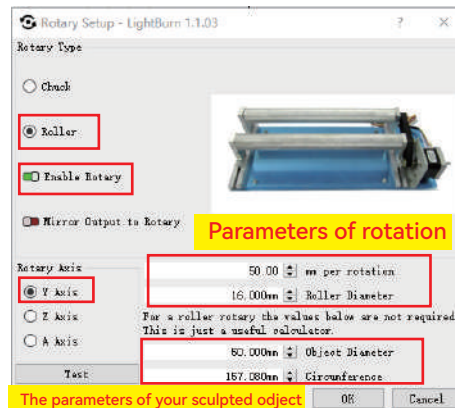 Rotary Setup - LightBurn 1.1.03
?
×
Rotary Type
Chuck
Roller
Enable Rotary
Mirror Output to Rotary
Parameters of rotation
Rotary Axis
50.00 mm per rotation
Y Axis
16.000mm Roller Diameter
Z Axis
For a roller rotary the values below are not required
This is just a useful calculator.
A Axis
60.000mm Object Diameter
Test
167.080mm Circumference
The parameters of your sculpted object
OK
Cancel